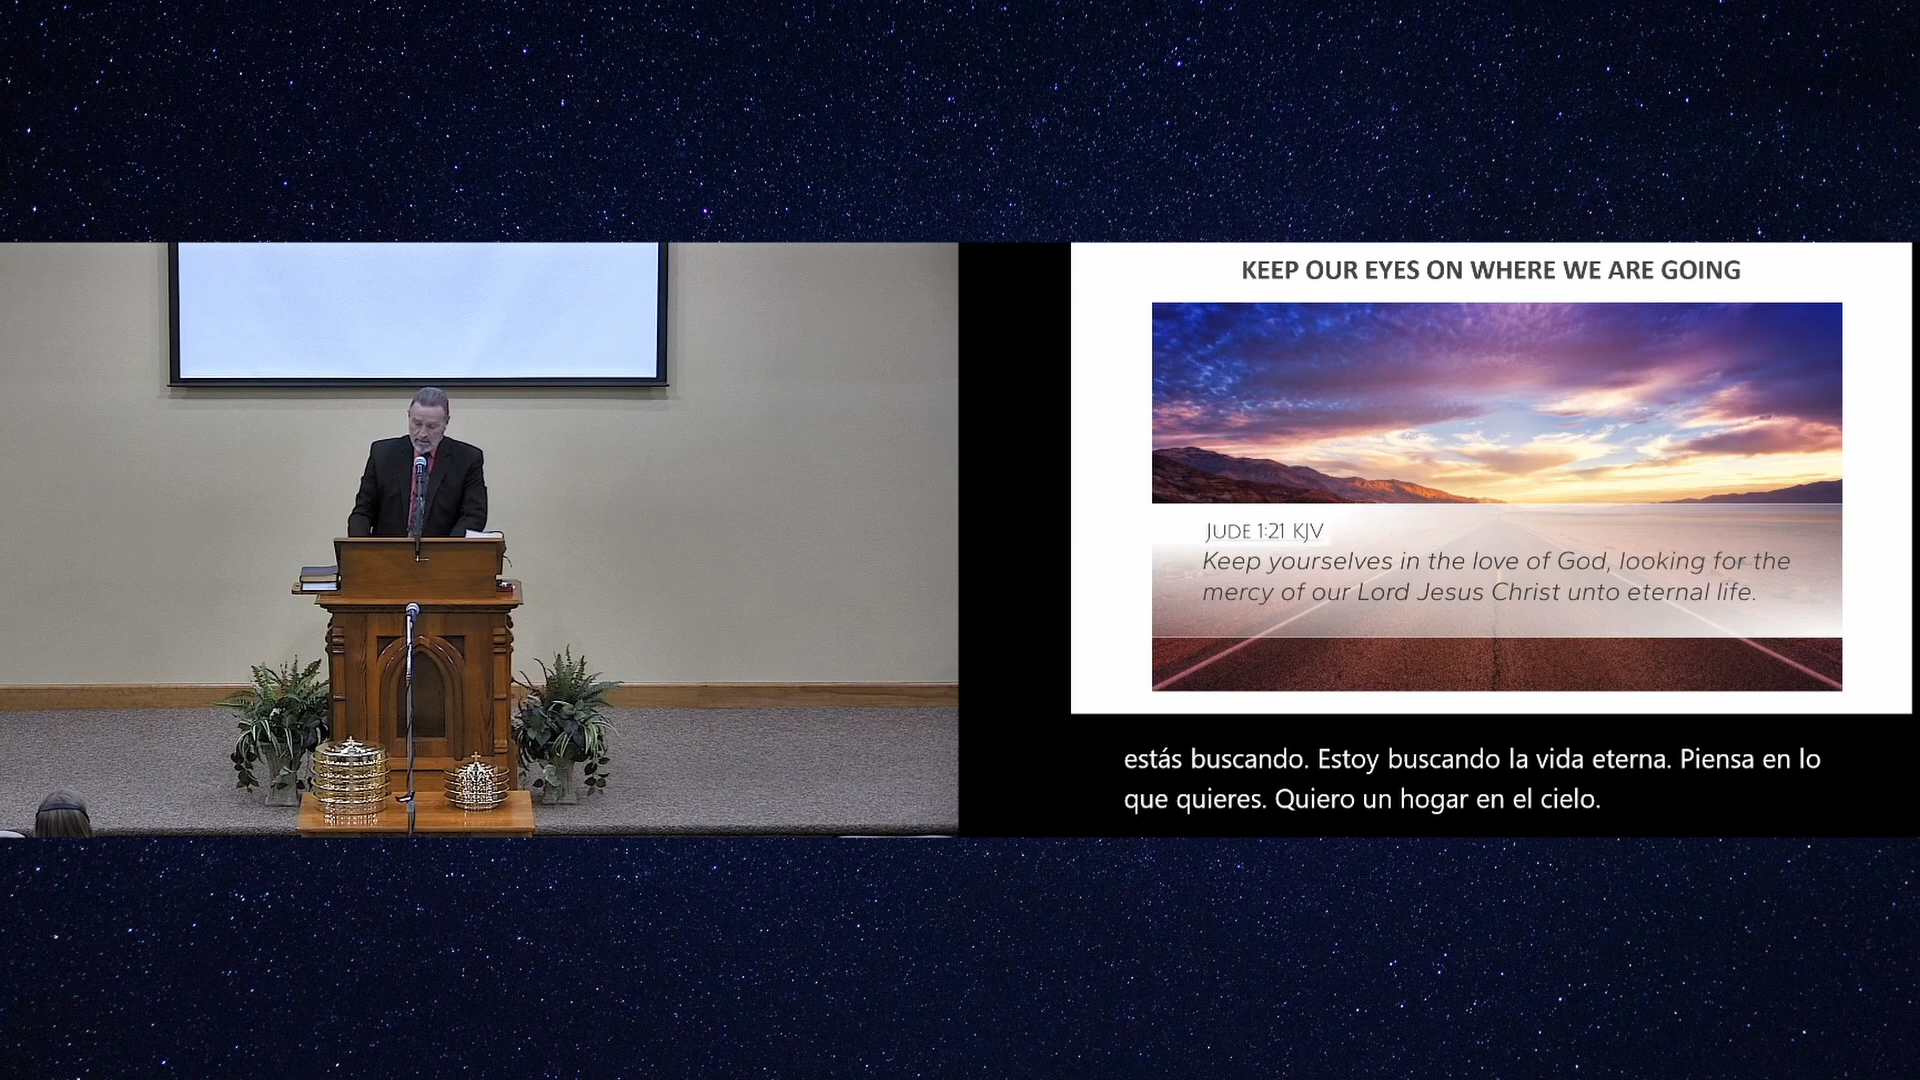 KEEP OUR EYES ON WHERE WE ARE GOING
JUDE 1:21 KJV
Keep yourselves in the love of God, looking for the
mercy of our Lord Jesus Christ unto eternal life.
estás buscando. Estoy buscando la vida eterna. Piensa en lo
que quieres. Quiero un hogar en el cielo.